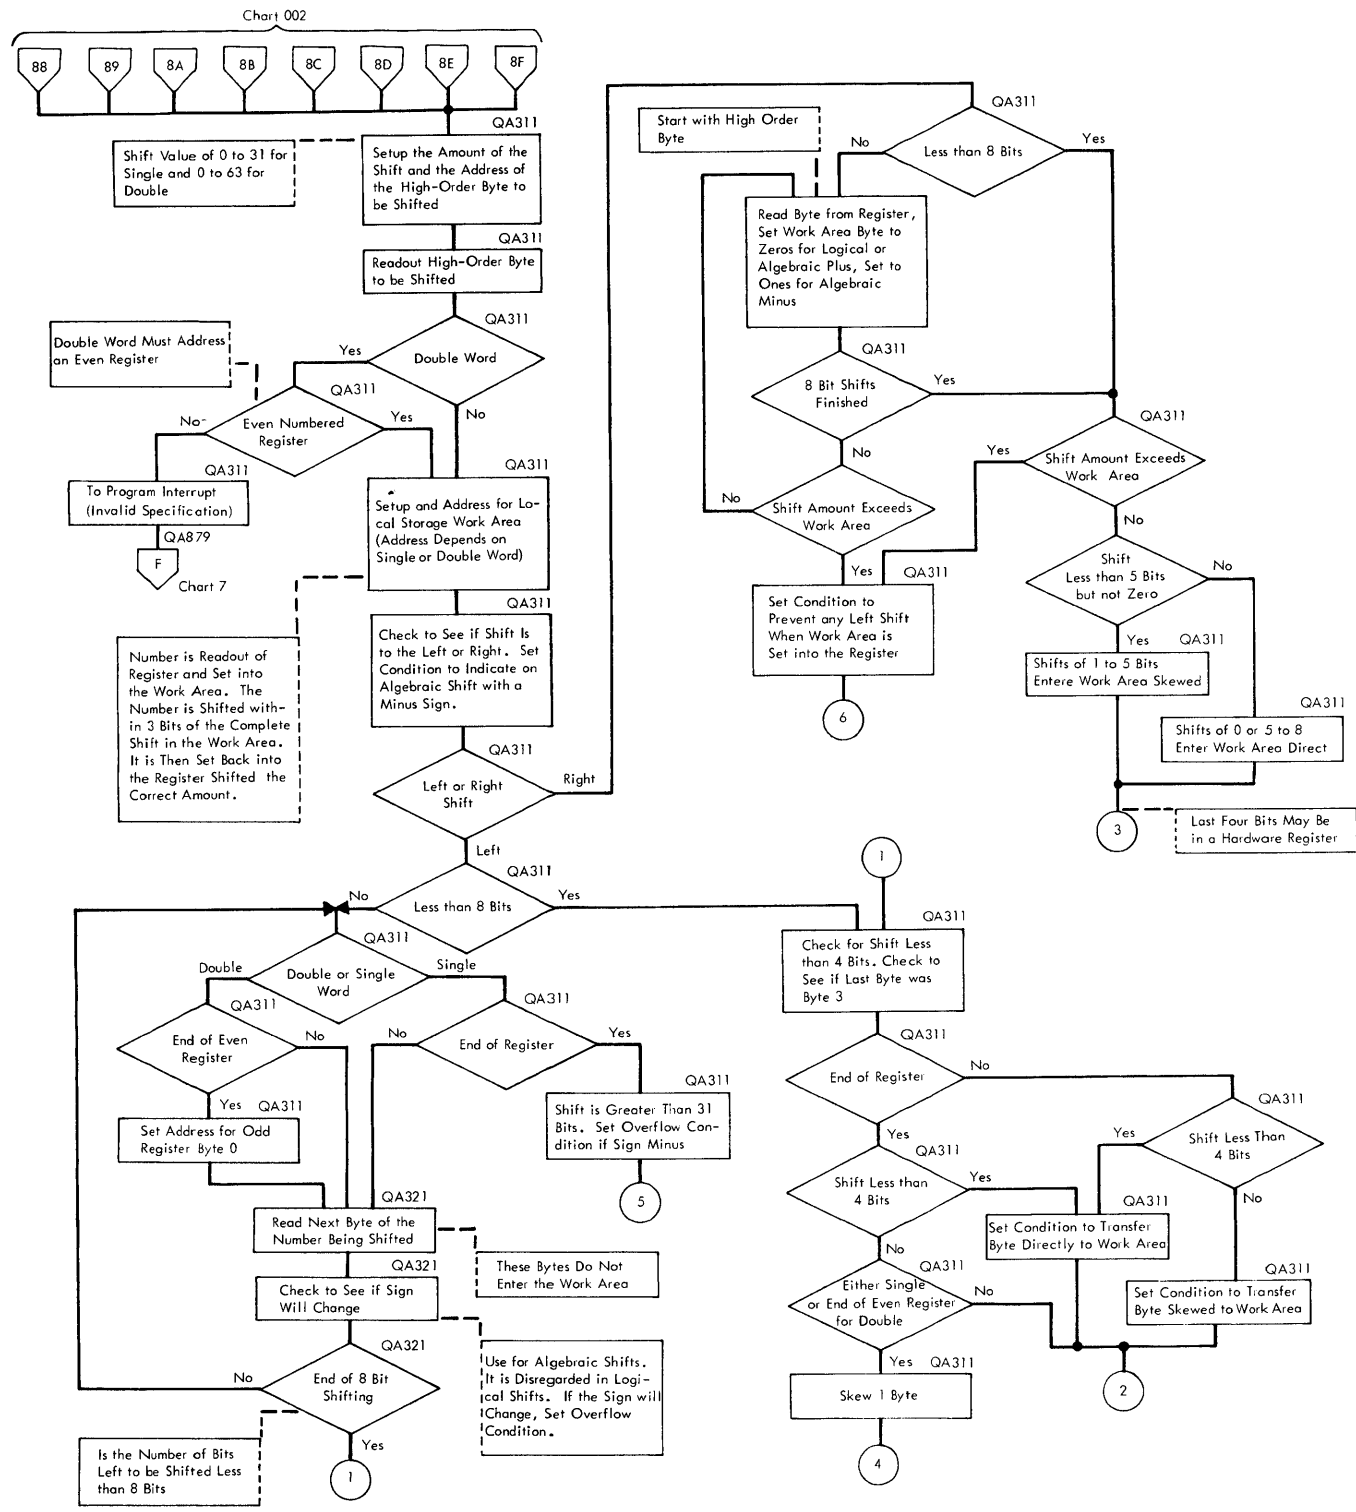 Chart 002
88 89 8A 8B 8C 8D 8E 8F
QA311
Shift Value of 0 to 31 for
Single and 0 to 63 for
Double
Setup the Amount of the
Shift and the Address of
the High-Order Byte to
be Shifted
QA311
Readout High-Order Byte
to be Shifted
QA311
Double Word
Yes
No
Double Word Must Address
an Even Register
QA311
Even Numbered
Register
No
Yes
QA311
To Program Interrupt
(Invalid Specification)
QA879
F
Chart 7
QA311
Setup and Address for Lo-
cal Storage Work Area
(Address Depends on
Single or Double Word)
Number is Readout of
Register and Set into
the Work Area. The
Number is Shifted with-
in 3 Bits of the Complete
Shift in the Work Area.
It is Then Set Back into
the Register Shifted the
Correct Amount.
QA311
Check to See if Shift Is
to the Left or Right. Set
Condition to Indicate on
Algebraic Shift with a
Minus Sign.
QA311
Left or Right
Shift
Right
Left
QA311
Less than 8 Bits
No
Yes
QA311
Double or Single
Word
Double
Single
QA311
End of Even
Register
No
Yes
QA311
Set Address for Odd
Register Byte 0
QA311
End of Register
No
Yes
QA311
Shift is Greater Than 31
Bits. Set Overflow Con-
dition if Sign Minus
5
QA321
Read Next Byte of the
Number Being Shifted
These Bytes Do Not
Enter the Work Area
QA321
Check to See if Sign
Will Change
Use for Algebraic Shifts.
It is Disregarded in Logi-
cal Shifts. If the Sign will
Change, Set Overflow
Condition.
QA321
End of 8 Bit
Shifting
No
Yes
Is the Number of Bits
Left to be Shifted Less
than 8 Bits
1
QA311
Less than 8 Bits
No
Yes
Start with High Order
Byte
Read Byte from Register,
Set Work Area Byte to
Zeros for Logical or
Algebraic Plus, Set to
Ones for Algebraic
Minus
QA311
8 Bit Shifts
Finished
Yes
No
Shift Amount Exceeds
Work Area
No
Yes
QA311
Set Condition to
Prevent any Left Shift
When Work Area is
Set into the Register
6
QA311
Shift Amount Exceeds
Work Area
Yes
No
Shift
Less than 5 Bits
but not Zero
No
Yes
QA311
Shifts of 1 to 5 Bits
Entere Work Area Skewed
QA311
Shifts of 0 or 5 to 8
Enter Work Area Direct
3
Last Four Bits May Be
in a Hardware Register
1
QA311
Check for Shift Less
than 4 Bits. Check to
See if Last Byte was
Byte 3
QA311
End of Register
No
Yes
QA311
Shift Less Than
4 Bits
Yes
No
QA311
Shift Less than
4 Bits
Yes
No
QA311
Set Condition to Transfer
Byte Directly to Work Area
QA311
Set Condition to Transfer
Byte Skewed to Work Area
QA311
Either Single
or End of Even Register
for Double
No
Yes
QA311
Skew 1 Byte
2
4